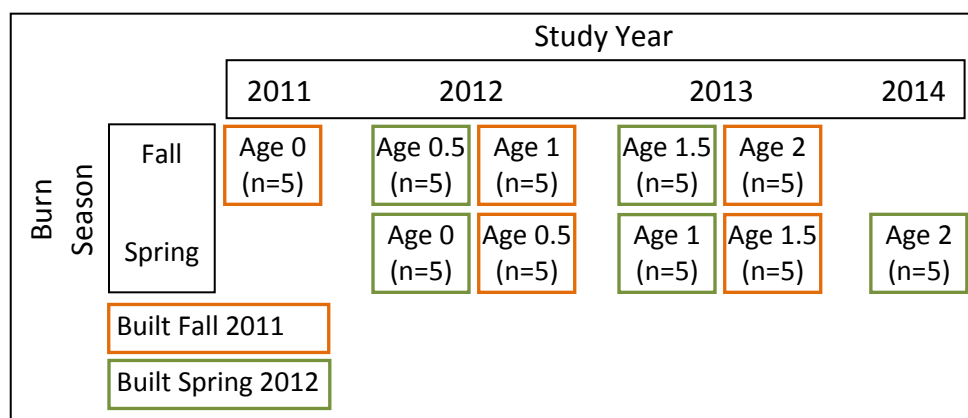 Study Year
2011 2012 2013 2014
Burn
Season
Fall
Age 0
(n=5)
Age 0.5
(n=5)
Age 1
(n=5)
Age 1.5
(n=5)
Age 2
(n=5)
Spring
Age 0
(n=5)
Age 0.5
(n=5)
Age 1
(n=5)
Age 1.5
(n=5)
Age 2
(n=5)
Built Fall 2011
Built Spring 2012